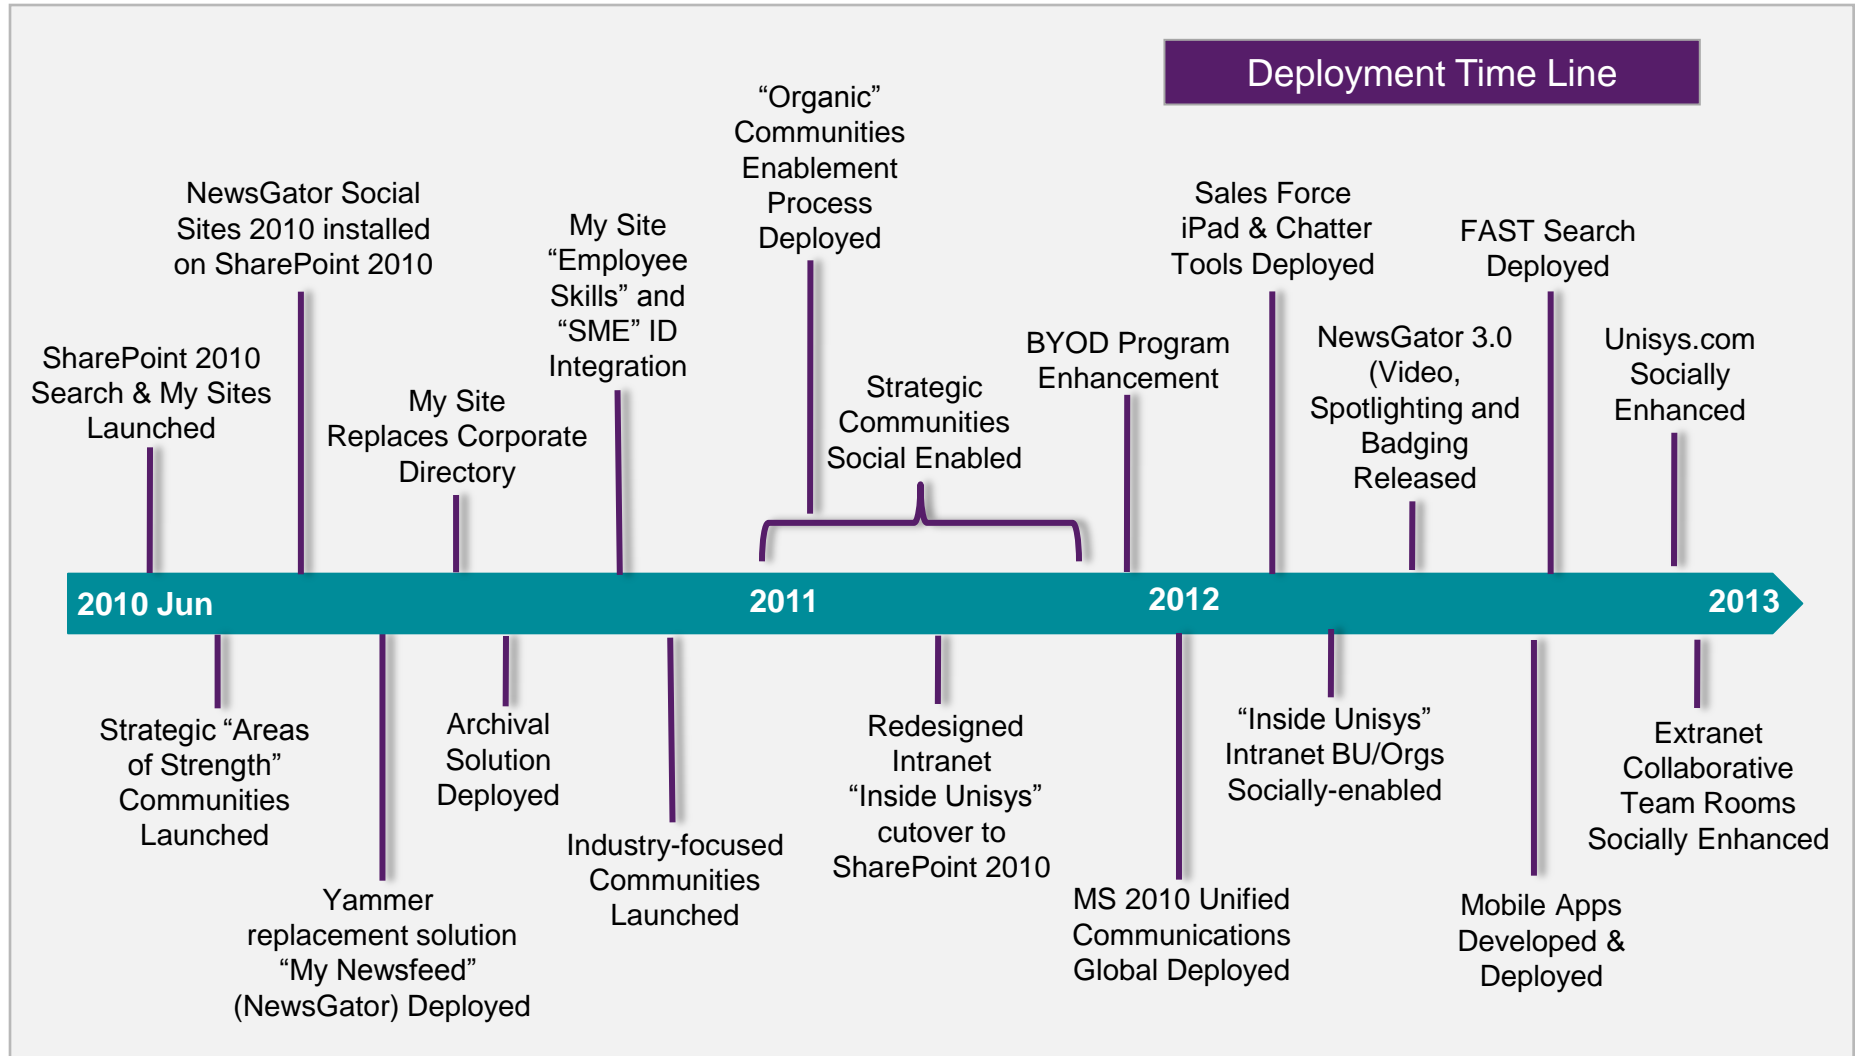 Deployment Time Line
SharePoint 2010
Search & My Sites
Launched
NewsGator Social
Sites 2010 installed
on SharePoint 2010
My Site
Replaces Corporate
Directory
My Site
“Employee
Skills” and
“SME” ID
Integration
“Organic”
Communities
Enablement
Process
Deployed
Strategic
Communities
Social Enabled
BYOD Program
Enhancement
Sales Force
iPad & Chatter
Tools Deployed
NewsGator 3.0
(Video,
Spotlighting and
Badging
Released
FAST Search
Deployed
Unisys.com
Socially
Enhanced
2010 Jun
2011
2012
2013
Strategic “Areas
of Strength”
Communities
Launched
Yammer
replacement solution
“My Newsfeed”
(NewsGator) Deployed
Archival
Solution
Deployed
Industry-focused
Communities
Launched
Redesigned
Intranet
“Inside Unisys”
cutover to
SharePoint 2010
MS 2010 Unified
Communications
Global Deployed
“Inside Unisys”
Intranet BU/Orgs
Socially-enabled
Mobile Apps
Developed &
Deployed
Extranet
Collaborative
Team Rooms
Socially Enhanced